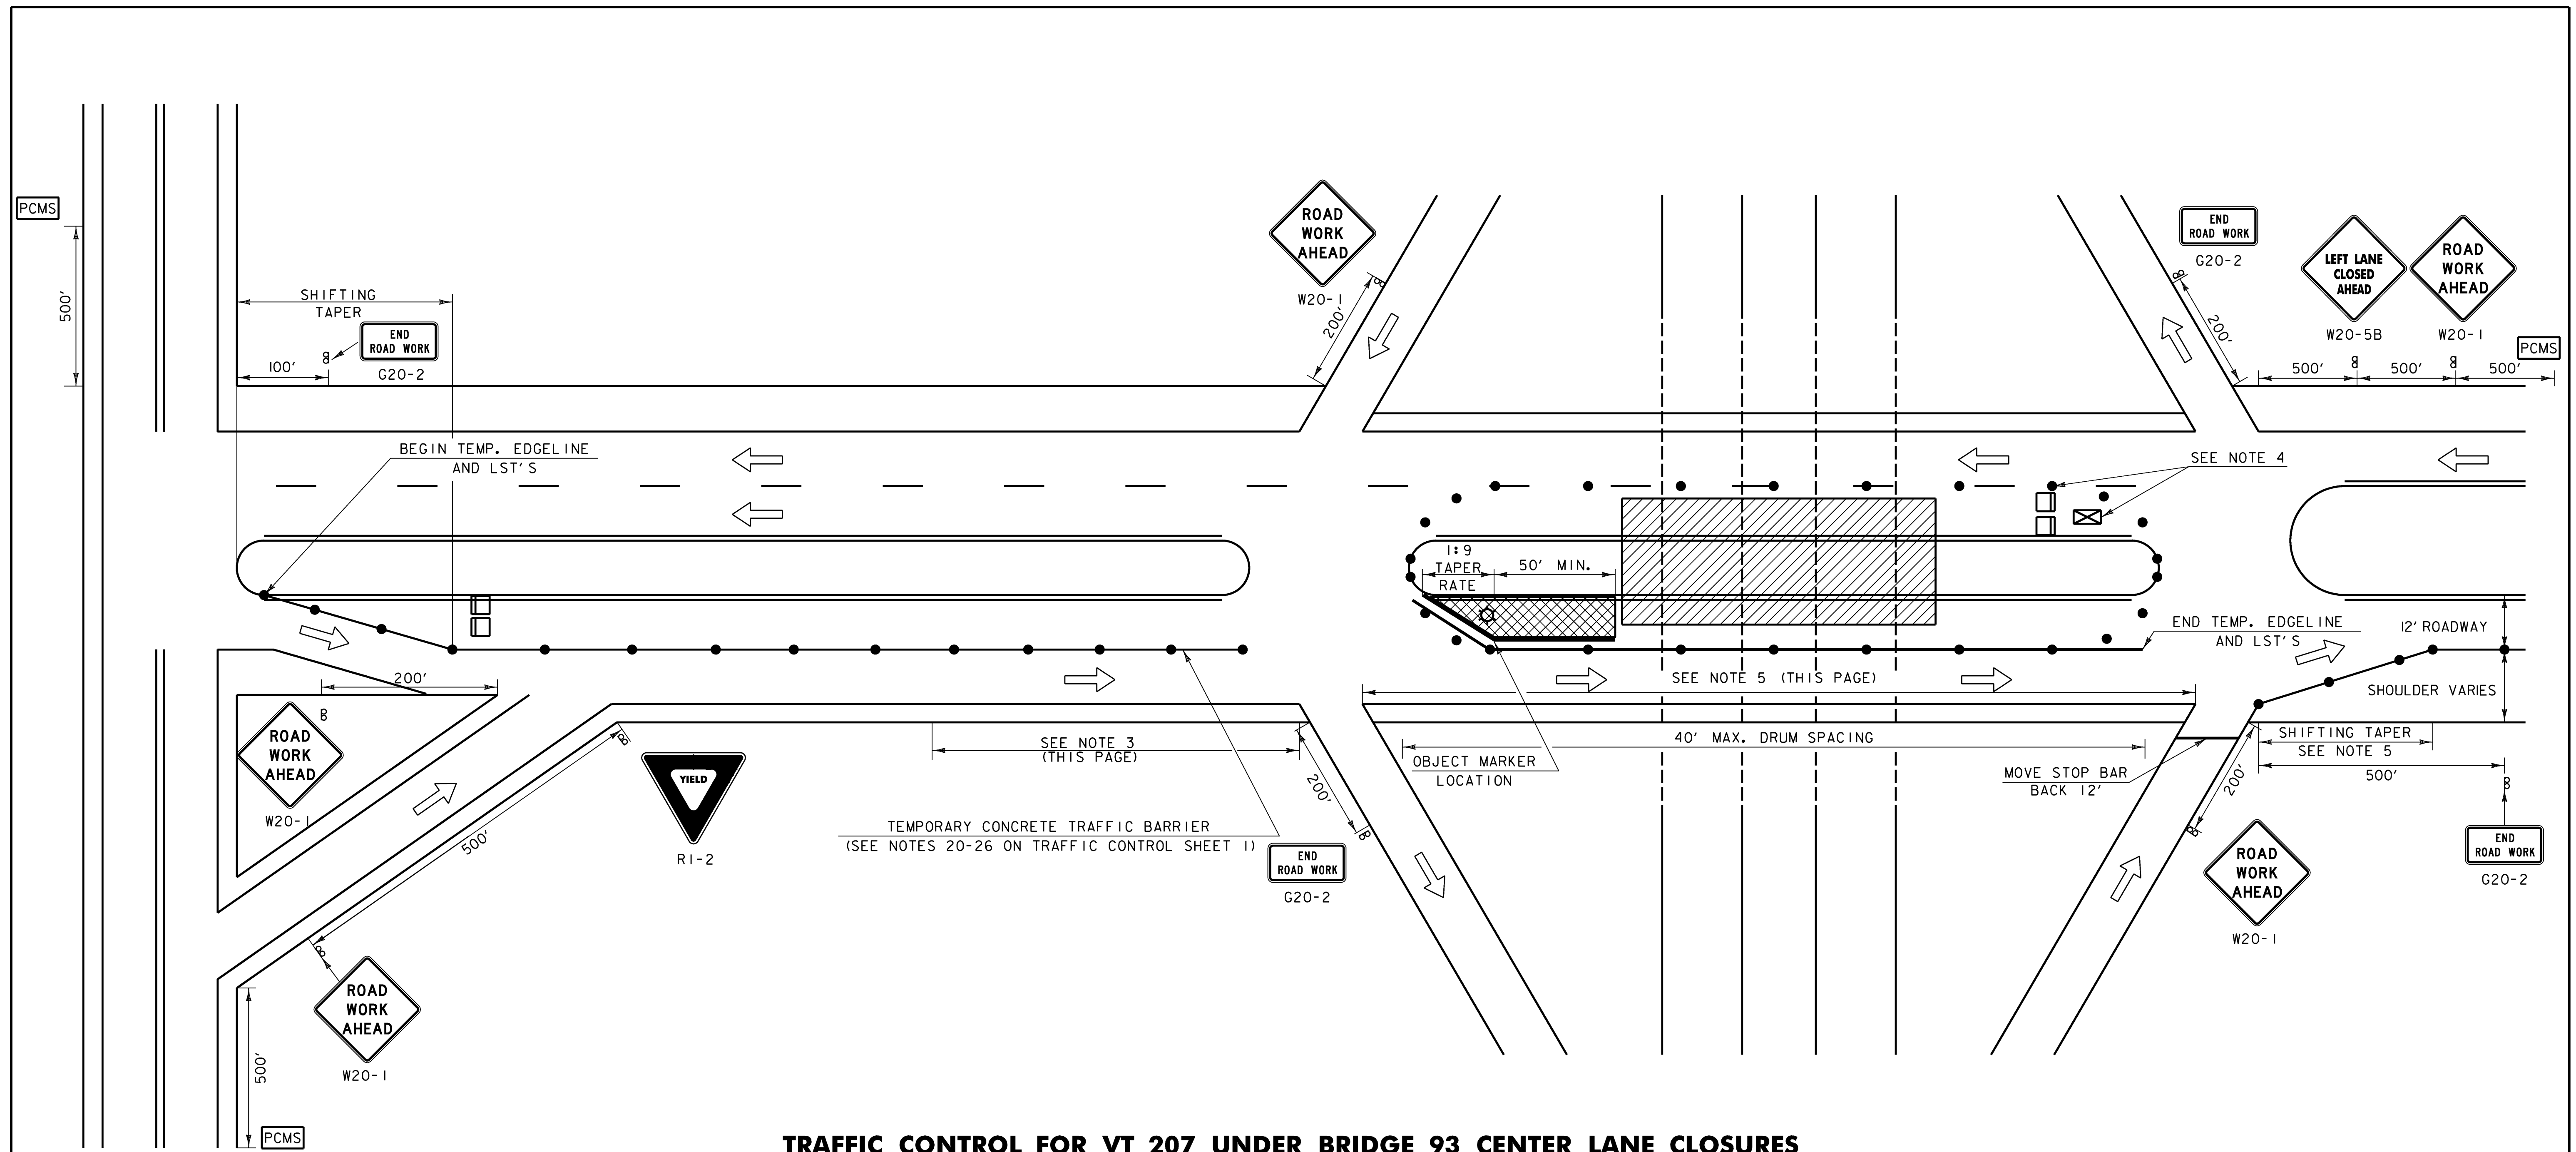 PCMS
500'
SHIFTING
TAPER
END
ROAD WORK
G20-2
100'
BEGIN TEMP. EDGELINE
AND LST'S
ROAD
WORK
AHEAD
W20-1
200'
END
ROAD WORK
G20-2
200'
LEFT LANE
CLOSED
AHEAD
W20-5B
ROAD
WORK
AHEAD
W20-1
PCMS
500'
500'
500'
SEE NOTE 4
1:9
TAPER
RATE
50' MIN.
END TEMP. EDGELINE
AND LST'S
12' ROADWAY
SHOULDER VARIES
200'
ROAD
WORK
AHEAD
W20-1
500'
YIELD
R1-2
SEE NOTE 3
(THIS PAGE)
SEE NOTE 5 (THIS PAGE)
40' MAX. DRUM SPACING
OBJECT MARKER
LOCATION
MOVE STOP BAR
BACK 12'
SHIFTING TAPER
SEE NOTE 5
500'
200'
200'
TEMPORARY CONCRETE TRAFFIC BARRIER
(SEE NOTES 20-26 ON TRAFFIC CONTROL SHEET 1)
END
ROAD WORK
G20-2
ROAD
WORK
AHEAD
W20-1
END
ROAD WORK
G20-2
ROAD
WORK
AHEAD
W20-1
500'
PCMS
TRAFFIC CONTROL FOR VT 207 UNDER BRIDGE 93 CENTER LANE CLOSURES